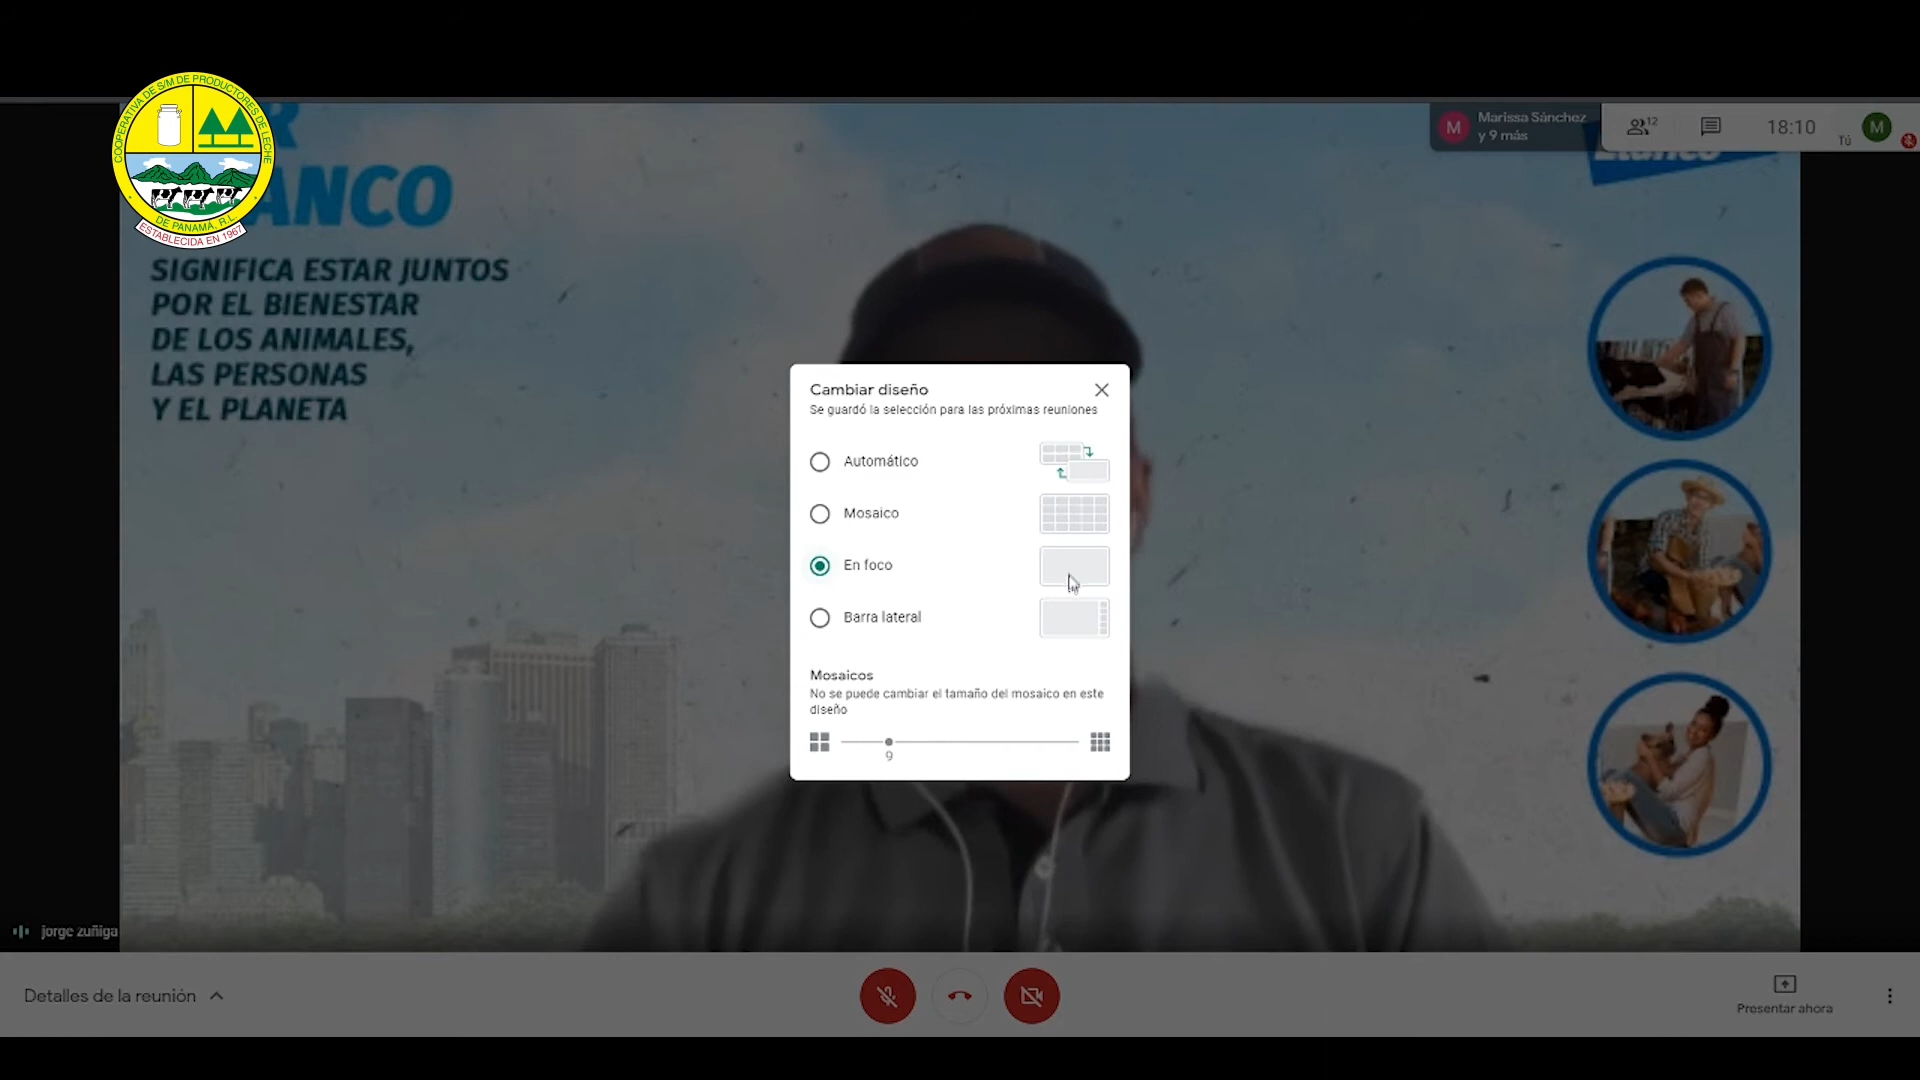 COOPERATIVA DE S/M DE PRODUCTORES DE LECHE
DE PANAMÁ, R.L.
ESTABLECIDA EN 1967
R
ANCO
SIGNIFICA ESTAR JUNTOS
POR EL BIENESTAR
DE LOS ANIMALES,
LAS PERSONAS
Y EL PLANETA
M
Marissa Sánchez
y 9 más
12
18:10
Tú
M
Cambiar diseño
Se guardó la selección para las próximas reuniones
Automático
Mosaico
En foco
Barra lateral
Mosaicos
No se puede cambiar el tamaño del mosaico en este
diseño
9
jorge zuñiga
Detalles de la reunión
Presentar ahora